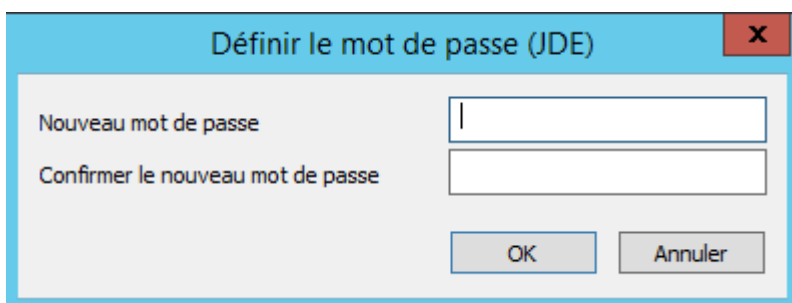 Définir le mot de passe (JDE)
x
Nouveau mot de passe
Confirmer le nouveau mot de passe
OK Annuler